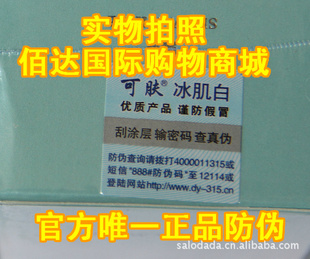 实物拍照
佰达国际购物商城
可肤® 冰肌白
优质产品 谨防假冒
刮涂层 输密码 查真伪
防伪查询请拨打4000011315或
短信"888#防伪码"至12114或
登陆网站http://www.dy-315.cn
官方唯一正品防伪
salodada.cn.alibaba.com